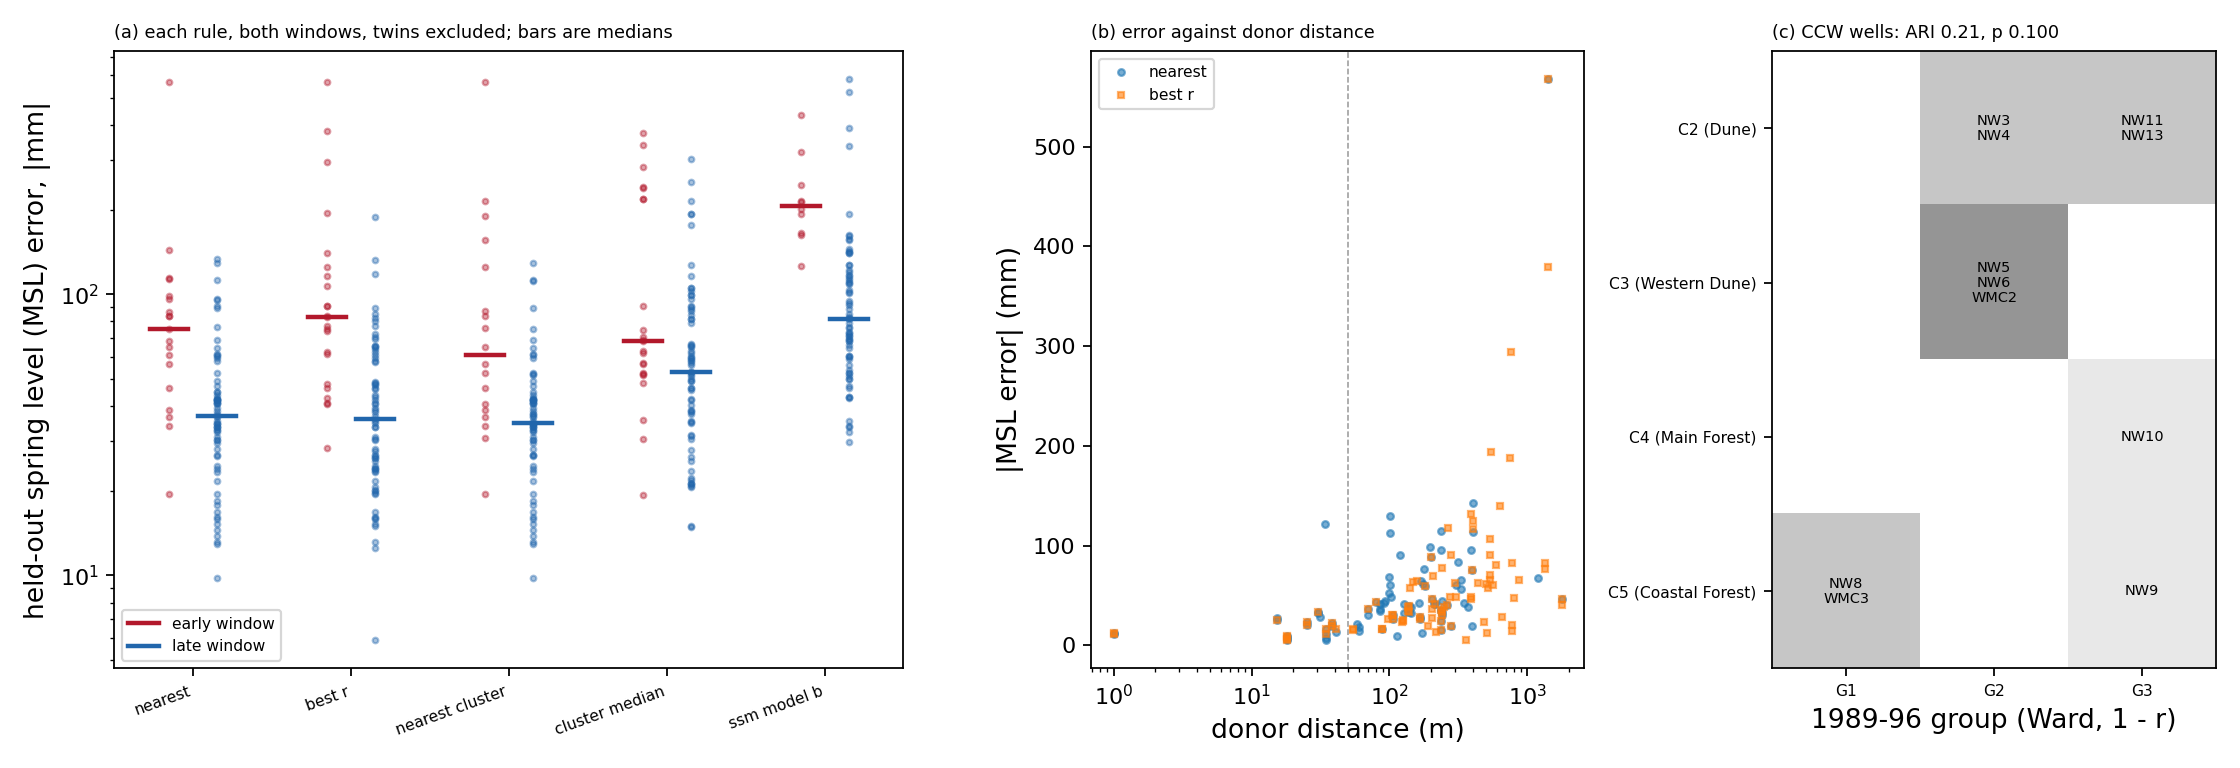 (a) each rule, both windows, twins excluded; bars are medians
held-out spring level (MSL) error, |mm|
10²
10¹
early window
late window
nearest
best r
nearest cluster
cluster median
ssm model b
(b) error against donor distance
nearest
best r
|MSL error| (mm)
500
400
300
200
100
0
10⁰
10¹
10²
10³
donor distance (m)
(c) CCW wells: ARI 0.21, p 0.100
C2 (Dune)
C3 (Western Dune)
C4 (Main Forest)
C5 (Coastal Forest)
NW3
NW4
NW11
NW13
NW5
NW6
WMC2
NW10
NW8
WMC3
NW9
G1
G2
G3
1989-96 group (Ward, 1 - r)